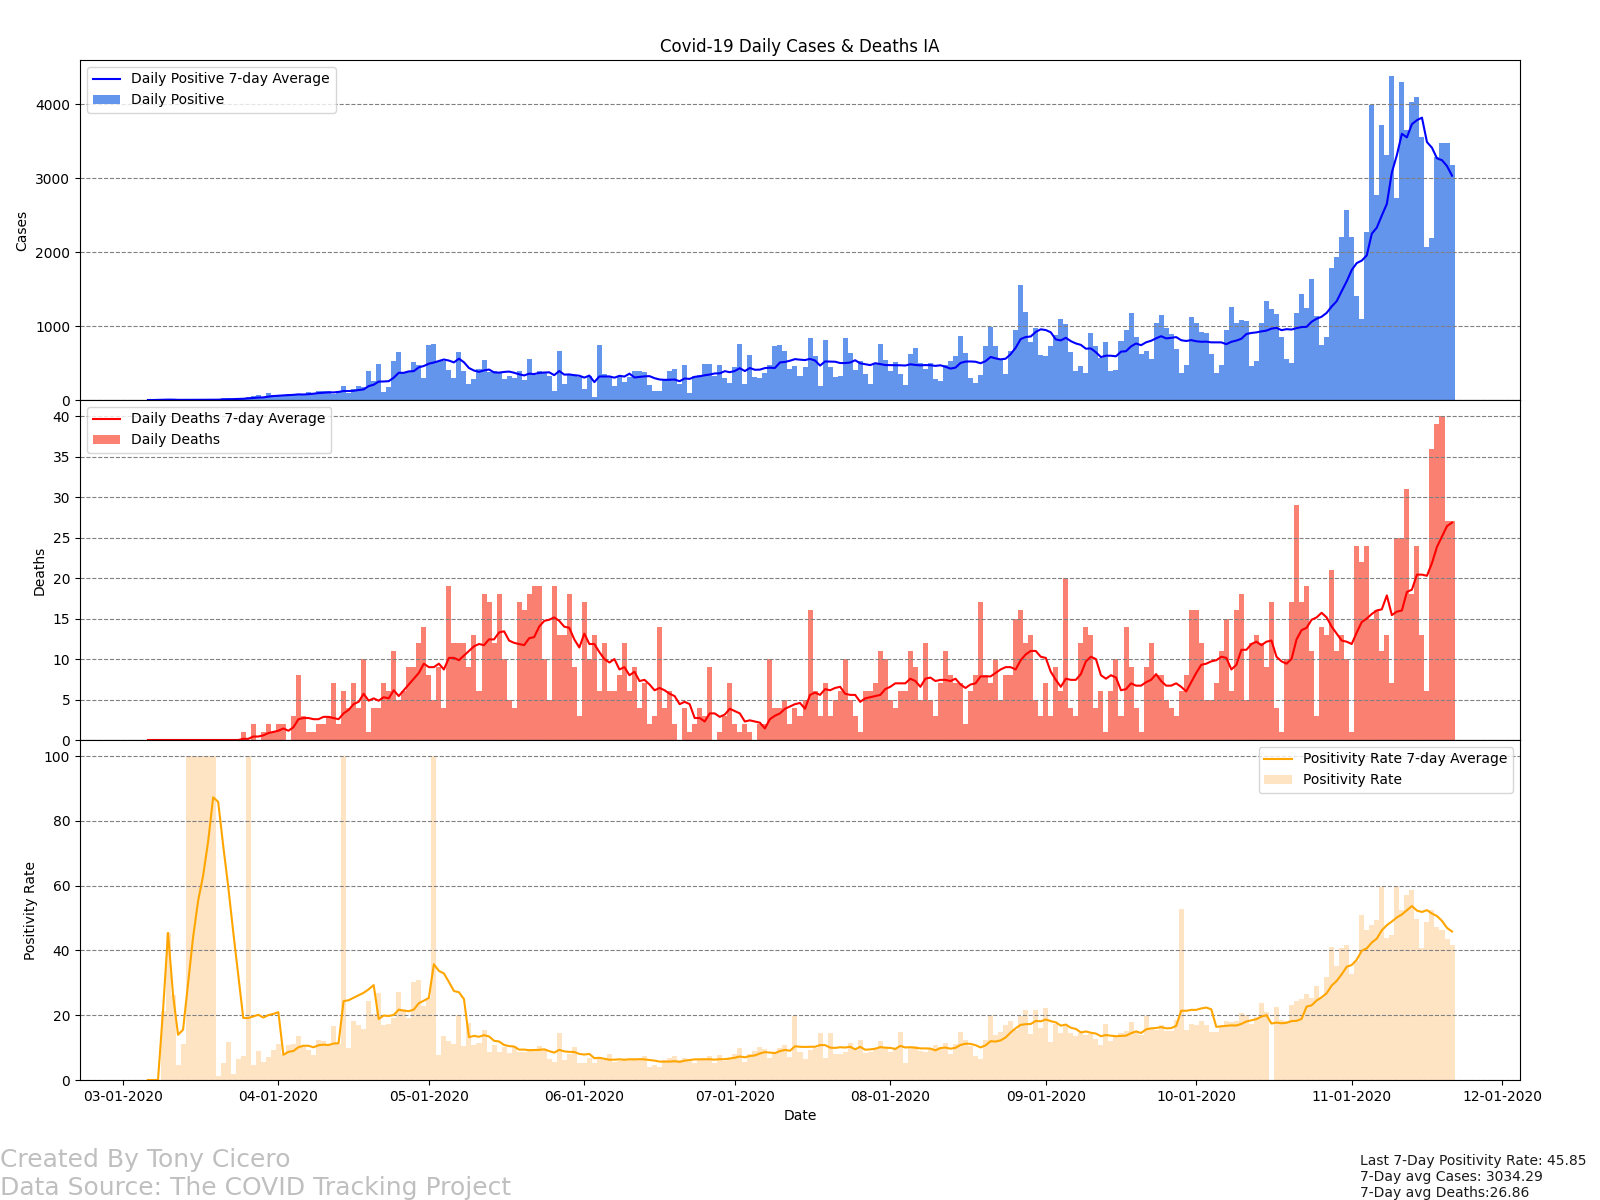 Covid-19 Daily Cases & Deaths IA
Daily Positive 7-day Average
Daily Positive
4000
3000
2000
1000
0
Cases
Daily Deaths 7-day Average
Daily Deaths
40
35
30
25
20
15
10
5
0
Deaths
Positivity Rate 7-day Average
Positivity Rate
100
80
60
40
20
0
Positivity Rate
03-01-2020 04-01-2020 05-01-2020 06-01-2020 07-01-2020 08-01-2020 09-01-2020 10-01-2020 11-01-2020 12-01-2020
Date
Created By Tony Cicero
Data Source: The COVID Tracking Project
Last 7-Day Positivity Rate: 45.85
7-Day avg Cases: 3034.29
7-Day avg Deaths:26.86